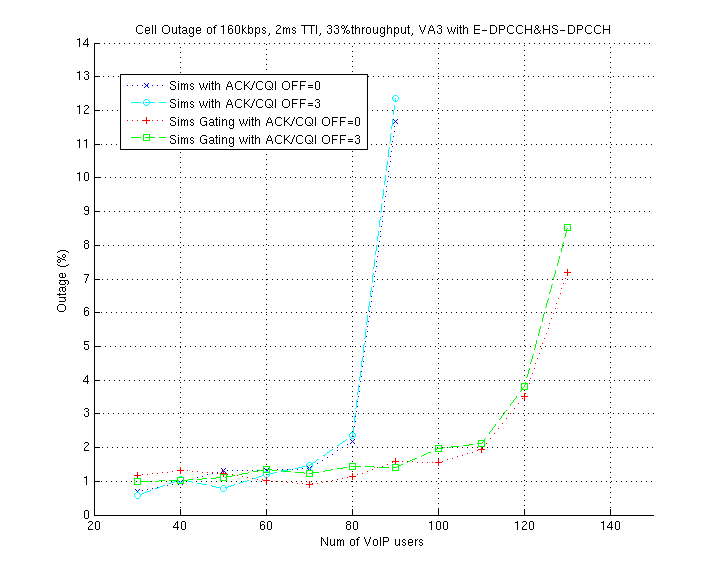 Cell Outage of 160kbps, 2ms TTI, 33%throughput, VA3 with E-DPCCH&HS-DPCCH
14
13
12
11
10
9
8
7
6
5
4
3
2
1
0
Outage (%)
Sims with ACK/CQI OFF=0
Sims with ACK/CQI OFF=3
Sims Gating with ACK/CQI OFF=0
Sims Gating with ACK/CQI OFF=3
20 40 60 80 100 120 140
Num of VoIP users